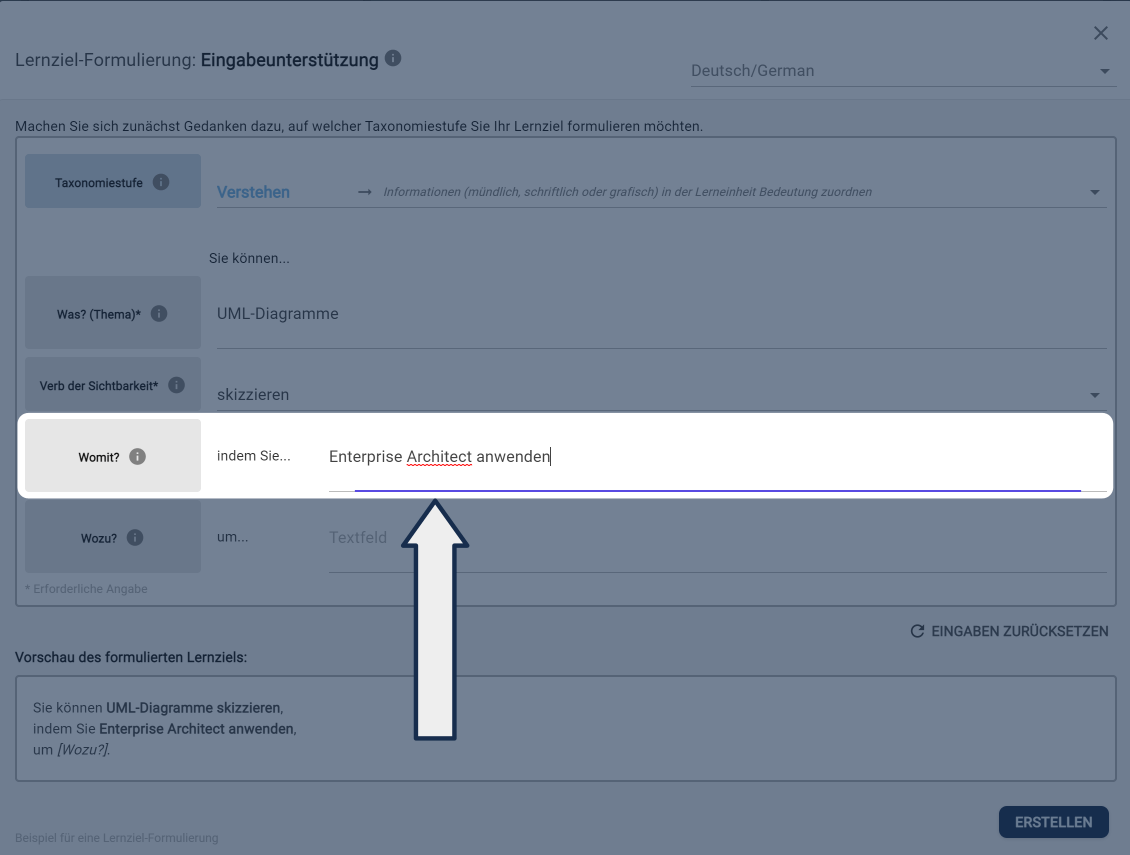 Lernziel-Formulierung: Eingabeunterstützung
Deutsch/German
Machen Sie sich zunächst Gedanken dazu, auf welcher Taxonomiestufe Sie Ihr Lernziel formulieren möchten.
Taxonomiestufe
Verstehen → Informationen (mündlich, schriftlich oder grafisch) in der Lerneinheit Bedeutung zuordnen
Sie können...
Was? (Thema)* UML-Diagramme
Verb der Sichtbarkeit* skizzieren
Womit? indem Sie... Enterprise Architect anwenden
Wozu? um... Textfeld
* Erforderliche Angabe
EINGABEN ZURÜCKSETZEN
Vorschau des formulierten Lernziels:
Sie können UML-Diagramme skizzieren,
indem Sie Enterprise Architect anwenden,
um [Wozu?].
ERSTELLEN
Beispiel für eine Lernziel-Formulierung